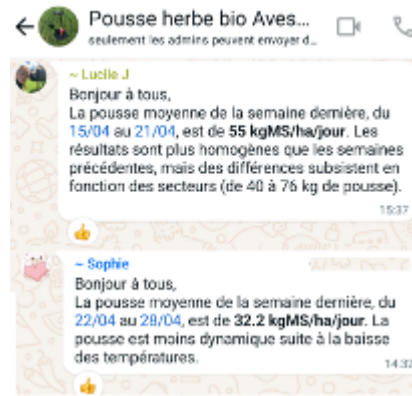 Pousse herbe bio Aves...
seulement les admins peuvent envoyer d...
~ Lucile J
Bonjour à tous,
La pousse moyenne de la semaine dernière, du
15/04 au 21/04, est de 55 kgMS/ha/jour. Les
résultats sont plus homogènes que les semaines
précédentes, mais des différences subsistent en
fonction des secteurs (de 40 à 76 kg de pousse).
15:37
~ Sophie
Bonjour à tous,
La pousse moyenne de la semaine dernière, du
22/04 au 28/04, est de 32.2 kgMS/ha/jour. La
pousse est moins dynamique suite à la baisse
des températures.
14:32